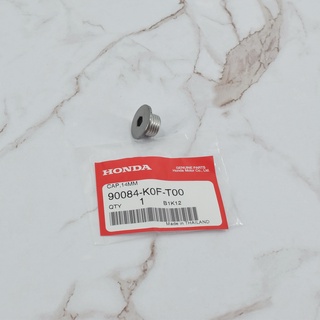 HONDA
GENUINE PARTS
Honda Motor Co., Ltd.
CAP, 14MM
90084-K0F-T00
QTY 1 B1K12
Made in THAILAND